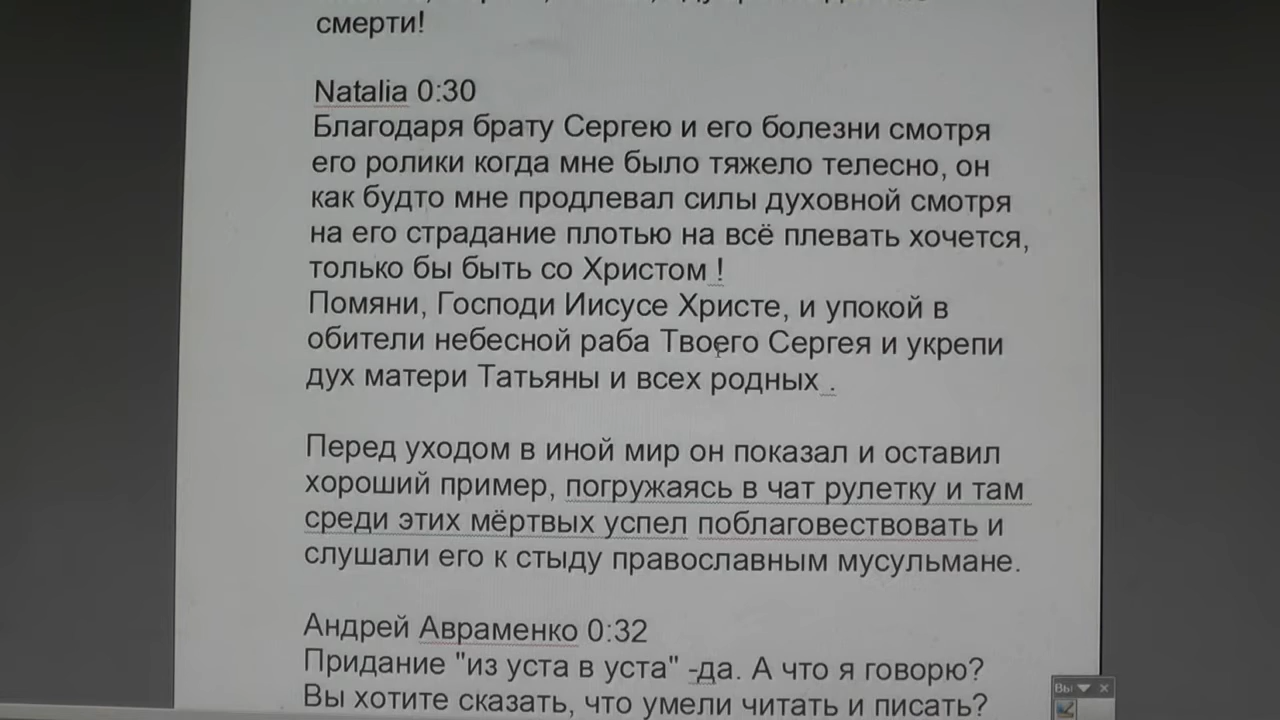 смерти!
Natalia 0:30
Благодаря брату Сергею и его болезни смотря
его ролики когда мне было тяжело телесно, он
как будто мне продлевал силы духовной смотря
на его страдание плотью на всё плевать хочется,
только бы быть со Христом !
Помяни, Господи Иисусе Христе, и упокой в
обители небесной раба Твоего Сергея и укрепи
дух матери Татьяны и всех родных .
Перед уходом в иной мир он показал и оставил
хороший пример, погружаясь в чат рулетку и там
среди этих мёртвых успел поблаговествовать и
слушали его к стыду православным мусульмане.
Андрей Авраменко 0:32
Придание "из уста в уста" -да. А что я говорю?
Вы хотите сказать, что умели читать и писать?
Вы